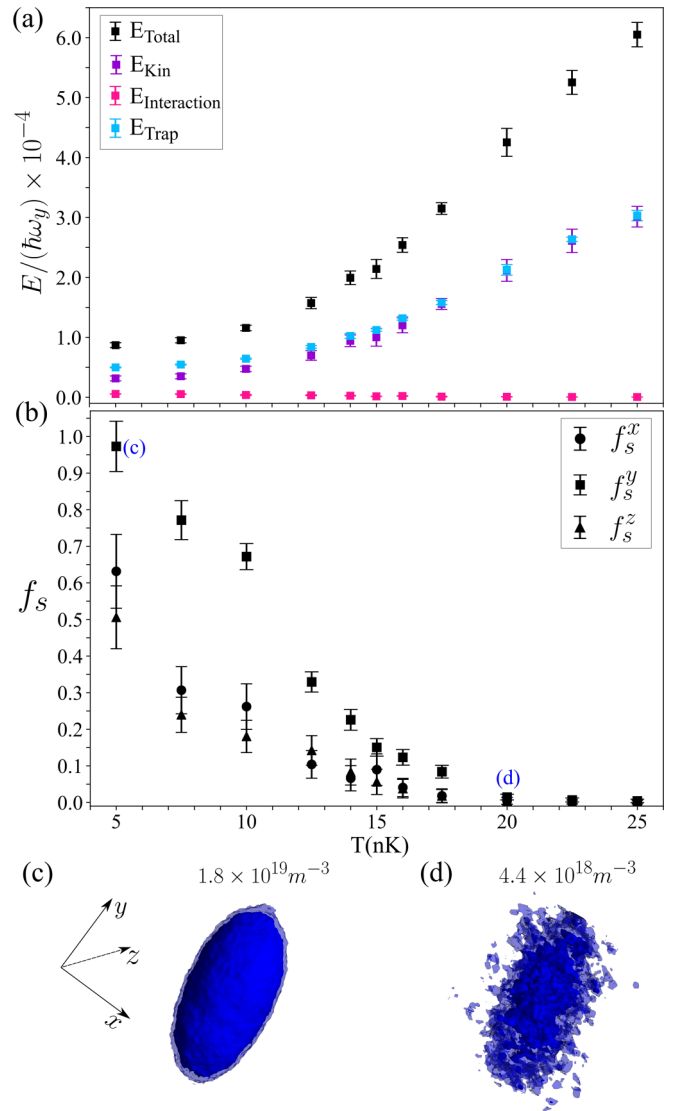 (a)
6.0
5.0
4.0
3.0
2.0
1.0
0.0
E/(ħω_y) × 10^{-4}
E_Total
E_Kin
E_Interaction
E_Trap
(b)
1.0
0.9
0.8
0.7
0.6
0.5
0.4
0.3
0.2
0.1
0.0
f_s
(c)
(d)
f_s^x
f_s^y
f_s^z
5 10 15 20 25
T(nK)
(c) 1.8 × 10^{19}m^{-3} (d) 4.4 × 10^{18}m^{-3}
y
z
x